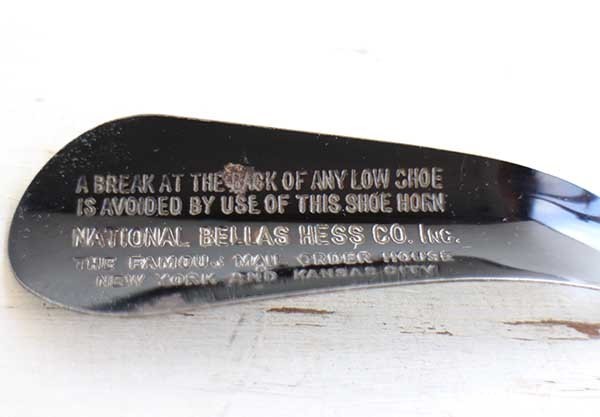 A BREAK AT THE BACK OF ANY LOW SHOE
IS AVOIDED BY USE OF THIS SHOE HORN
NATIONAL BELLAS HESS CO. INC.
THE FAMOUS MAIL ORDER HOUSE
NEW YORK AND KANSAS CITY